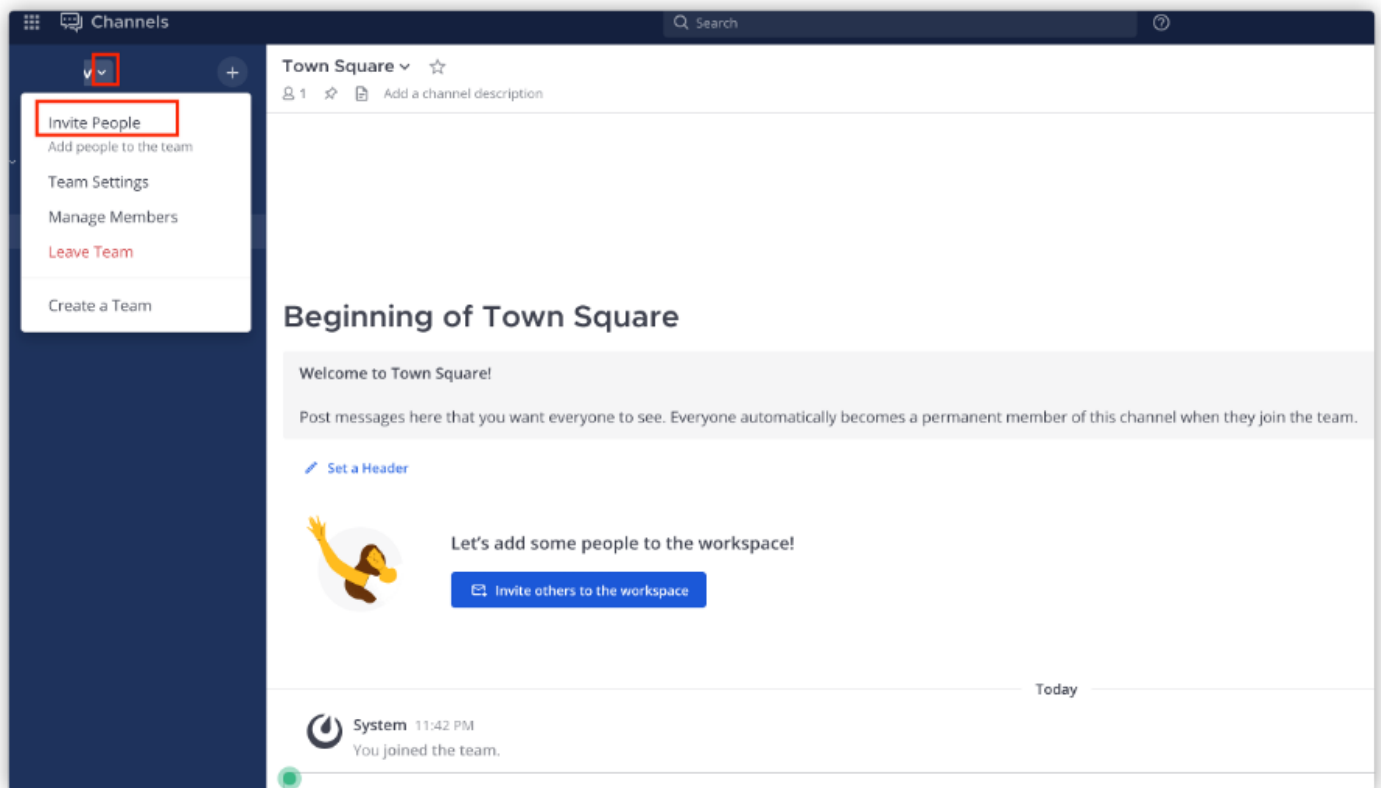 Channels
Search
v
Invite People
Add people to the team
Team Settings
Manage Members
Leave Team
Create a Team
Town Square
1
Add a channel description
Beginning of Town Square
Welcome to Town Square!
Post messages here that you want everyone to see. Everyone automatically becomes a permanent member of this channel when they join the team.
Set a Header
Let's add some people to the workspace!
Invite others to the workspace
Today
System 11:42 PM
You joined the team.